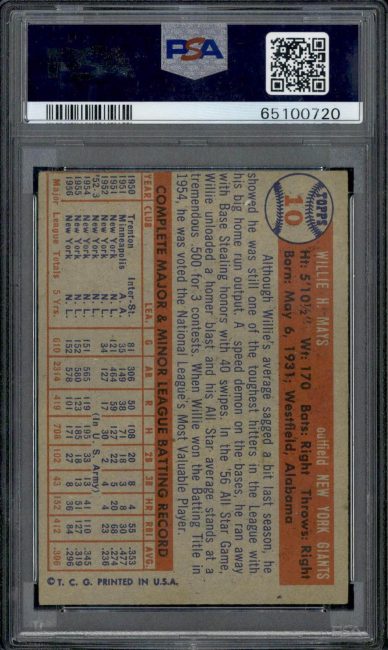 PSA
65100720
TOPPS
10
WILLIE H. MAYS
outfield NEW YORK GIANTS
Ht: 5'10½" Wt: 170 Bats: Right Throws: Right
Born: May 6, 1931; Westfield, Alabama
Although Willie's average sagged a bit last season, he
showed he was still one of the toughest hitters in the League with
his big home run output. A speed demon on the bases, he ran away
with Base Stealing honors with 40 swipes. In the '56 All Star Game,
Willie unloaded a homer blast and his All Star average stands at a
tremendous .500 for 3 contests. When Willie won the Batting Title in
1954, he was voted the National League's Most Valuable Player.
COMPLETE MAJOR & MINOR LEAGUE BATTING RECORD
YEAR CLUB LEA. G AB R H 2B 3B HR RBI AVG.
1950 Trenton Inter-St. 81 306 50 108 20 8 4 55 .353
1951 Minneapolis A. A. 35 149 38 71 18 3 8 30 .477
1951 New York N. L. 121 464 59 127 22 5 20 68 .274
1952 New York N. L. 34 127 17 30 2 4 4 23 .236
'52-3 New York N. L. (In U. S. Army)
1954 New York N. L. 151 565 119 195 33 13 41 110 .345
1955 New York N. L. 152 580 123 185 18 13 51 127 .319
1956 New York N. L. 152 578 101 171 27 8 36 84 .296
Major League Totals 5 Yrs. 610 2314 419 708 102 43 152 412 .306
© T. C. G. PRINTED IN U.S.A.